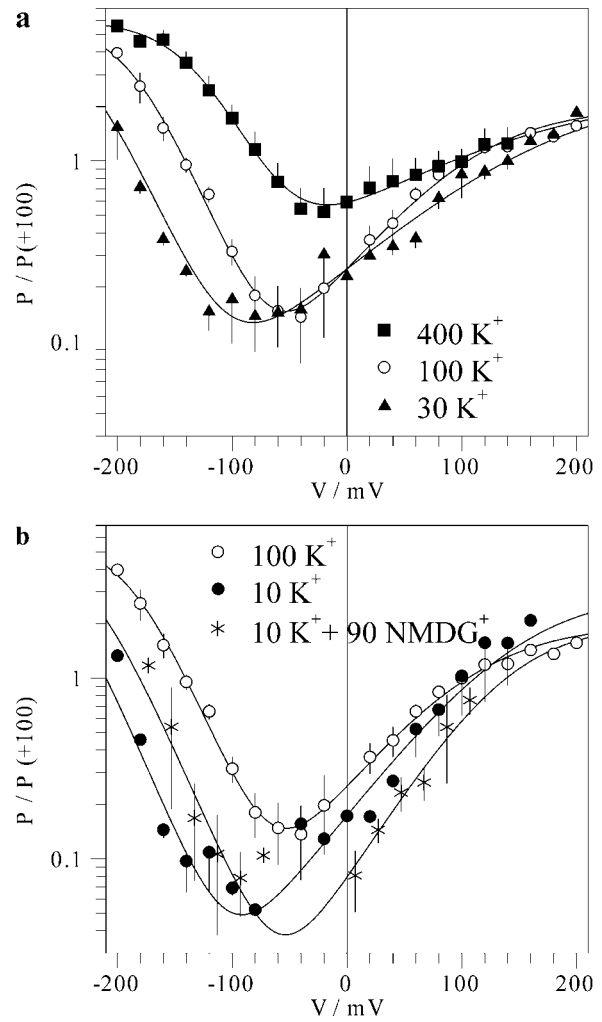 a
P / P(+100)
1
0.1
400 K+
100 K+
30 K+
-200 -100 0 100 200
V / mV
b
P / P (+100)
1
0.1
100 K+
10 K+
10 K+ + 90 NMDG+
-200 -100 0 100 200
V / mV